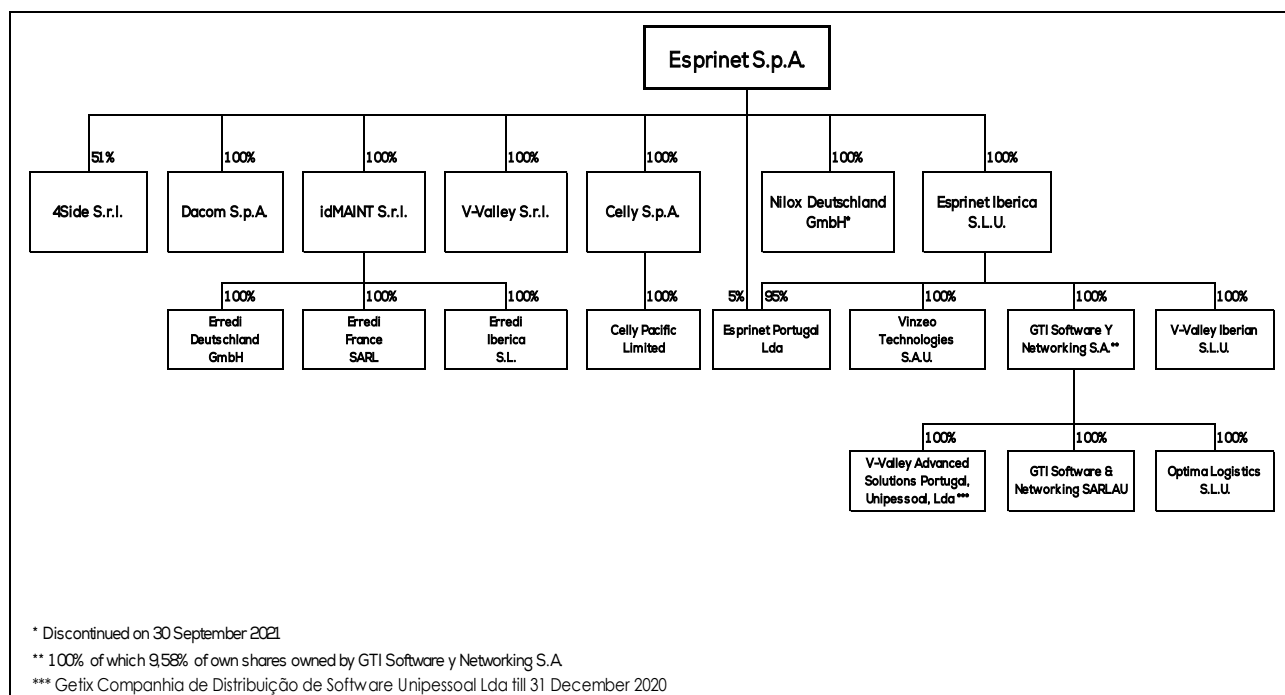 Esprinet S.p.A.
51%
100%
100%
100%
100%
100%
100%
4Side S.r.l.
Dacom S.p.A.
idMAINT S.r.l.
V-Valley S.r.l.
Celly S.p.A.
Nilox Deutschland
GmbH*
Esprinet Iberica
S.L.U.
100%
100%
100%
100%
5%
95%
100%
100%
100%
Erredi
Deutschland
GmbH
Erredi
France
SARL
Erredi
Iberica
S.L.
Celly Pacific
Limited
Esprinet Portugal
Lda
Vinzeo
Technologies
S.A.U.
GTI Software Y
Networking S.A.**
V-Valley Iberian
S.L.U.
100%
100%
100%
V-Valley Advanced
Solutions Portugal,
Unipessoal, Lda ***
GTI Software &
Networking SARLAU
Optima Logistics
S.L.U.
* Discontinued on 30 September 2021
** 100% of which 9,58% of own shares owned by GTI Software y Networking S.A.
*** Getix Companhia de Distribuição de Software Unipessoal Lda till 31 December 2020